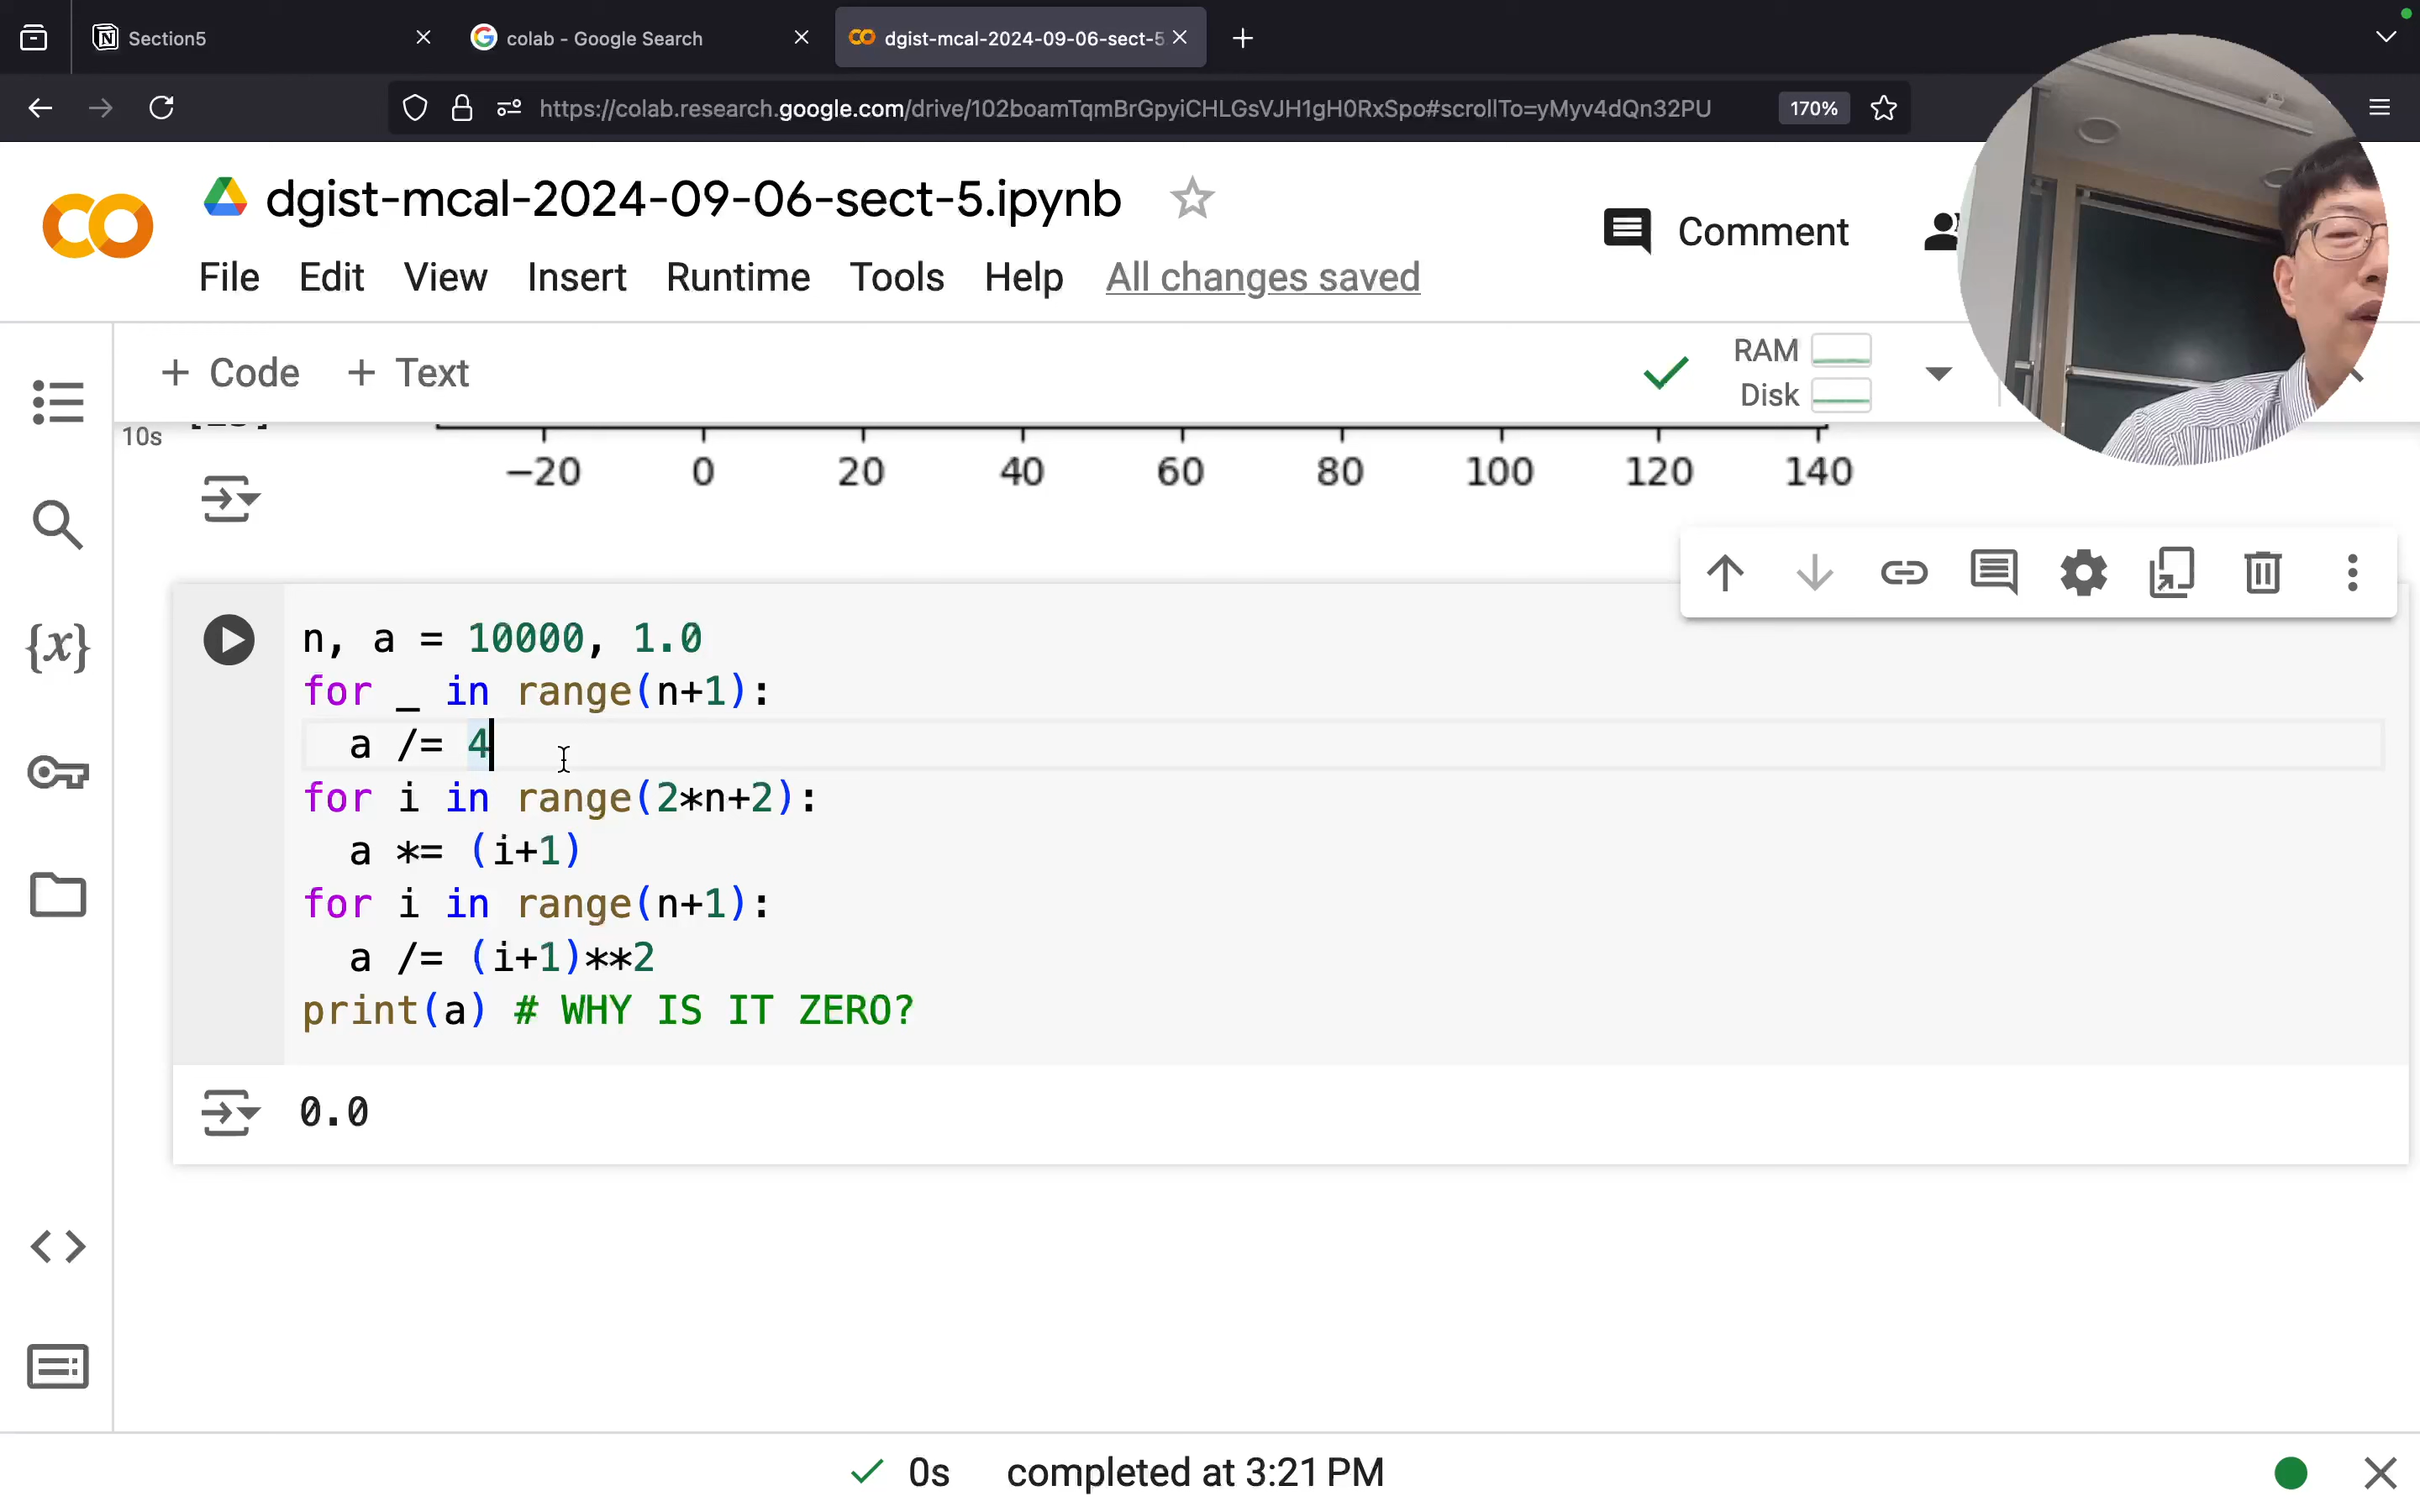 Section5
colab - Google Search
dgist-mcal-2024-09-06-sect-5
https://colab.research.google.com/drive/102boamTqmBrGpyiCHLGsVJH1gH0RxSpo#scrollTo=yMyv4dQn32PU
170%
dgist-mcal-2024-09-06-sect-5.ipynb
Comment
File Edit View Insert Runtime Tools Help All changes saved
+ Code + Text
RAM
Disk
10s
−20 0 20 40 60 80 100 120 140
n, a = 10000, 1.0
for _ in range(n+1):
  a /= 4
for i in range(2*n+2):
  a *= (i+1)
for i in range(n+1):
  a /= (i+1)**2
print(a) # WHY IS IT ZERO?
0.0
0s completed at 3:21 PM